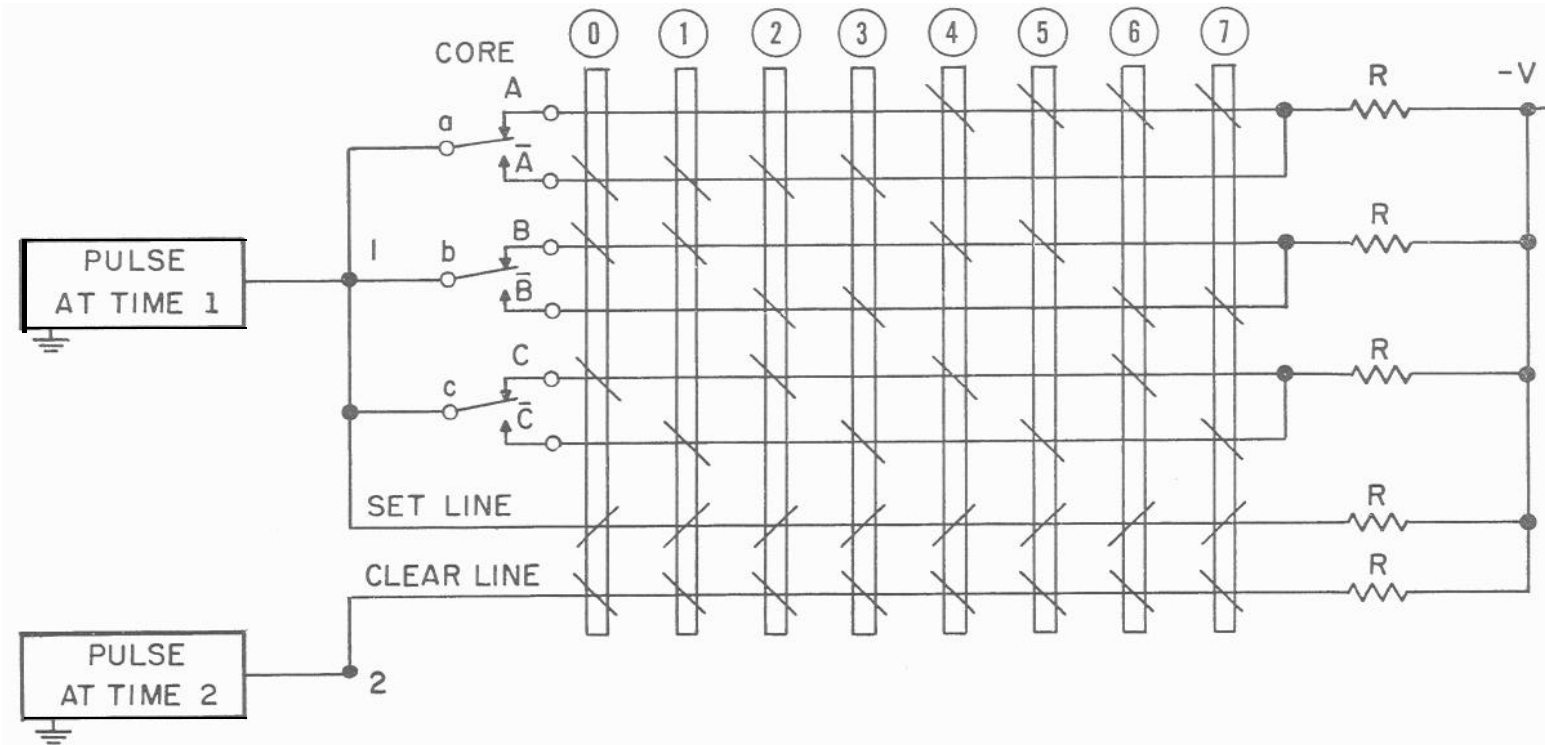 0 1 2 3 4 5 6 7
CORE
A
R
-V
a
Ā
B
R
PULSE
AT TIME 1
1
b
B̄
C
R
c
C̄
SET LINE
R
CLEAR LINE
R
PULSE
AT TIME 2
2